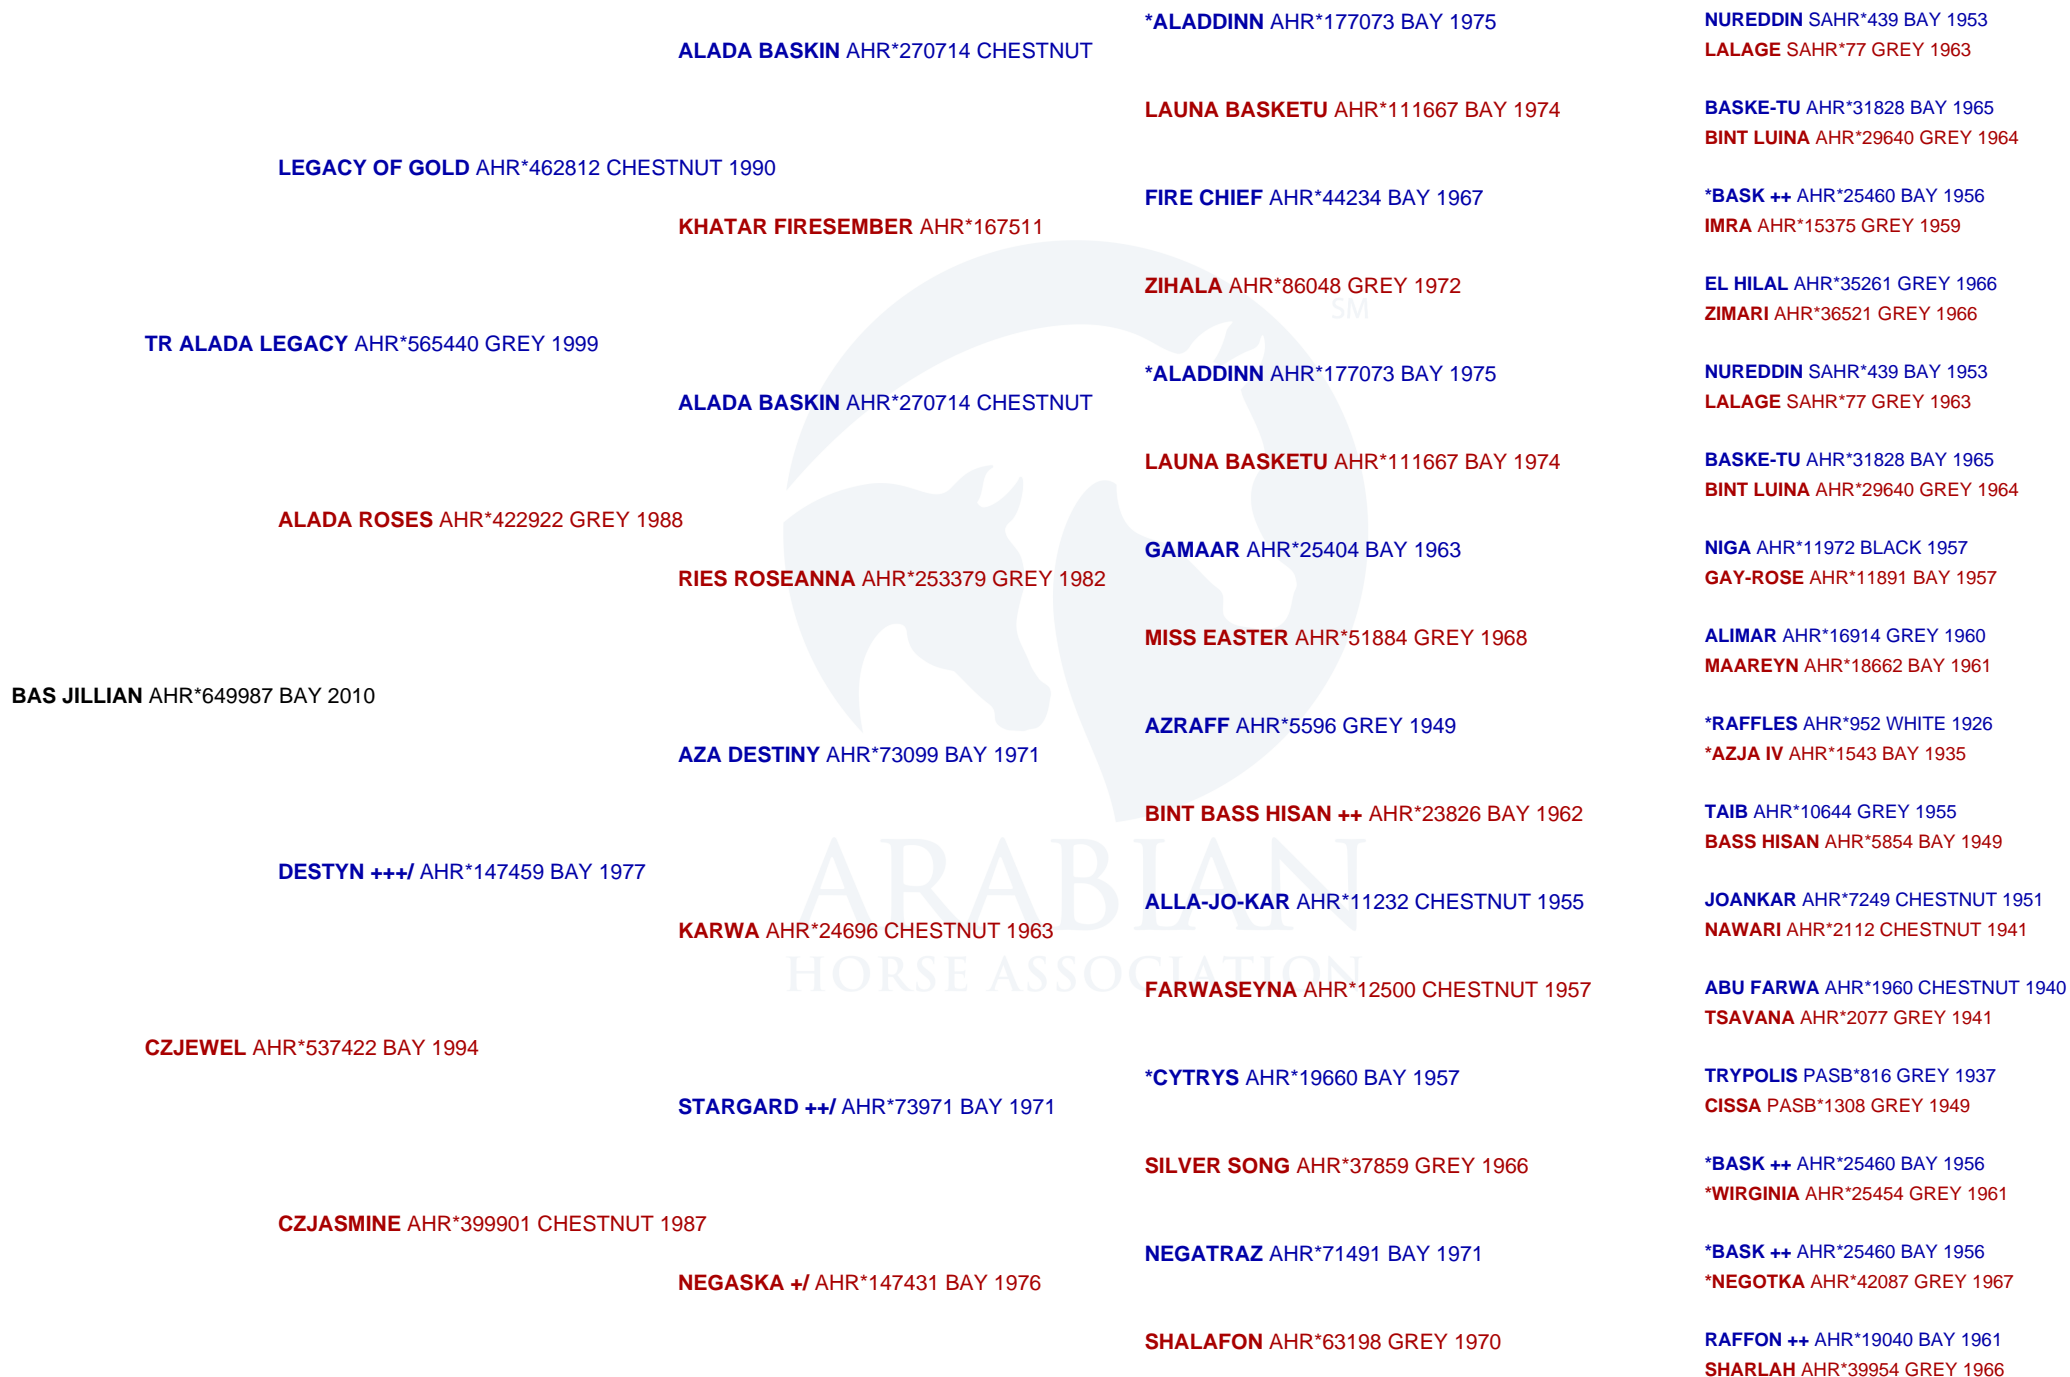 *ALADDINN AHR*177073 BAY 1975
NUREDDIN SAHR*439 BAY 1953
ALADA BASKIN AHR*270714 CHESTNUT
LALAGE SAHR*77 GREY 1963
LAUNA BASKETU AHR*111667 BAY 1974
BASKE-TU AHR*31828 BAY 1965
BINT LUINA AHR*29640 GREY 1964
LEGACY OF GOLD AHR*462812 CHESTNUT 1990
FIRE CHIEF AHR*44234 BAY 1967
*BASK ++ AHR*25460 BAY 1956
KHATAR FIRESEMBER AHR*167511
IMRA AHR*15375 GREY 1959
ZIHALA AHR*86048 GREY 1972
EL HILAL AHR*35261 GREY 1966
SM
ZIMARI AHR*36521 GREY 1966
TR ALADA LEGACY AHR*565440 GREY 1999
*ALADDINN AHR*177073 BAY 1975
NUREDDIN SAHR*439 BAY 1953
ALADA BASKIN AHR*270714 CHESTNUT
LALAGE SAHR*77 GREY 1963
LAUNA BASKETU AHR*111667 BAY 1974
BASKE-TU AHR*31828 BAY 1965
BINT LUINA AHR*29640 GREY 1964
ALADA ROSES AHR*422922 GREY 1988
GAMAAR AHR*25404 BAY 1963
NIGA AHR*11972 BLACK 1957
RIES ROSEANNA AHR*253379 GREY 1982
GAY-ROSE AHR*11891 BAY 1957
MISS EASTER AHR*51884 GREY 1968
ALIMAR AHR*16914 GREY 1960
MAAREYN AHR*18662 BAY 1961
BAS JILLIAN AHR*649987 BAY 2010
AZRAFF AHR*5596 GREY 1949
*RAFFLES AHR*952 WHITE 1926
AZA DESTINY AHR*73099 BAY 1971
*AZJA IV AHR*1543 BAY 1935
BINT BASS HISAN ++ AHR*23826 BAY 1962
TAIB AHR*10644 GREY 1955
BASS HISAN AHR*5854 BAY 1949
DESTYN +++/ AHR*147459 BAY 1977
ARABIAN
ALLA-JO-KAR AHR*11232 CHESTNUT 1955
JOANKAR AHR*7249 CHESTNUT 1951
KARWA AHR*24696 CHESTNUT 1963
NAWARI AHR*2112 CHESTNUT 1941
HORSE ASSOCIATION
FARWASEYNA AHR*12500 CHESTNUT 1957
ABU FARWA AHR*1960 CHESTNUT 1940
TSAVANA AHR*2077 GREY 1941
CZJEWEL AHR*537422 BAY 1994
*CYTRYS AHR*19660 BAY 1957
TRYPOLIS PASB*816 GREY 1937
STARGARD ++/ AHR*73971 BAY 1971
CISSA PASB*1308 GREY 1949
SILVER SONG AHR*37859 GREY 1966
*BASK ++ AHR*25460 BAY 1956
*WIRGINIA AHR*25454 GREY 1961
CZJASMINE AHR*399901 CHESTNUT 1987
NEGATRAZ AHR*71491 BAY 1971
*BASK ++ AHR*25460 BAY 1956
NEGASKA +/ AHR*147431 BAY 1976
*NEGOTKA AHR*42087 GREY 1967
SHALAFON AHR*63198 GREY 1970
RAFFON ++ AHR*19040 BAY 1961
SHARLAH AHR*39954 GREY 1966